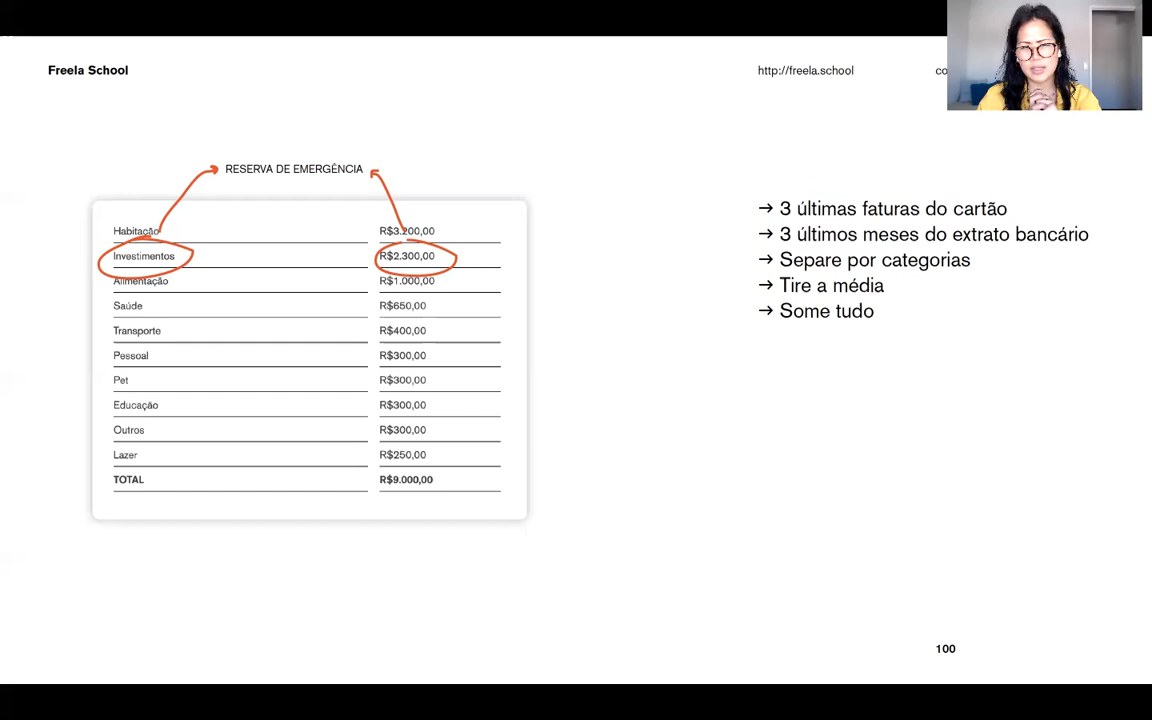 Freela School
http://freela.school
co
RESERVA DE EMERGÊNCIA
Habitação R$3.200,00
Investimentos R$2.300,00
Alimentação R$1.000,00
Saúde R$650,00
Transporte R$400,00
Pessoal R$300,00
Pet R$300,00
Educação R$300,00
Outros R$300,00
Lazer R$250,00
TOTAL R$9.000,00
→ 3 últimas faturas do cartão
→ 3 últimos meses do extrato bancário
→ Separe por categorias
→ Tire a média
→ Some tudo
100